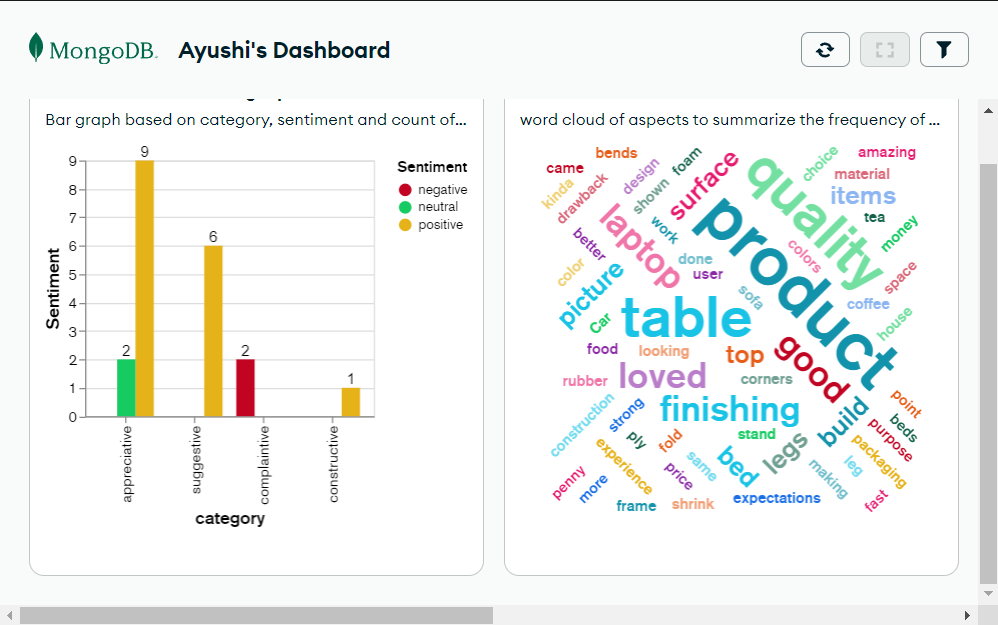 MongoDB.
Ayushi's Dashboard
Bar graph based on category, sentiment and count of...
9
8
7
6
5
4
3
2
1
0
Sentiment
2
9
6
2
1
appreciative
suggestive
complaintive
constructive
category
Sentiment
negative
neutral
positive
word cloud of aspects to summarize the frequency of ...
bends
came
kinda
drawback
design
shown
foam
surface
quality
choice
amazing
material
items
tea
money
better
laptop
work
product
colors
done
user
color
picture
sofa
space
coffee
house
Car
table
food
looking
top
good
rubber
loved
corners
finishing
construction
strong
build
point
beds
purpose
ply
fold
stand
legs
packaging
experience
same
bed
leg
making
penny
more
price
frame
shrink
expectations
fast